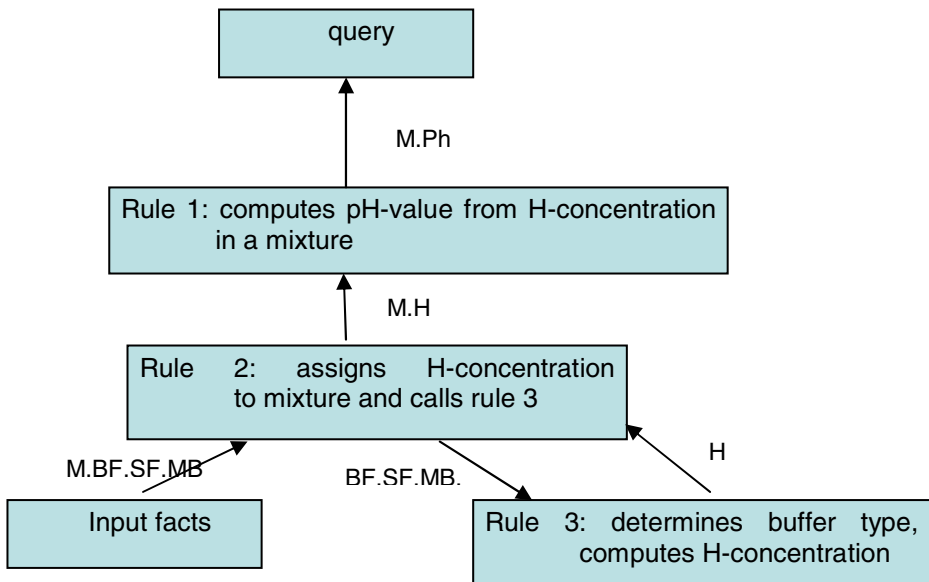 query
M.Ph
Rule 1: computes pH-value from H-concentration
in a mixture
M.H
Rule 2: assigns H-concentration
to mixture and calls rule 3
M.BF.SF.MB
BF.SF.MB.
H
Input facts
Rule 3: determines buffer type,
computes H-concentration